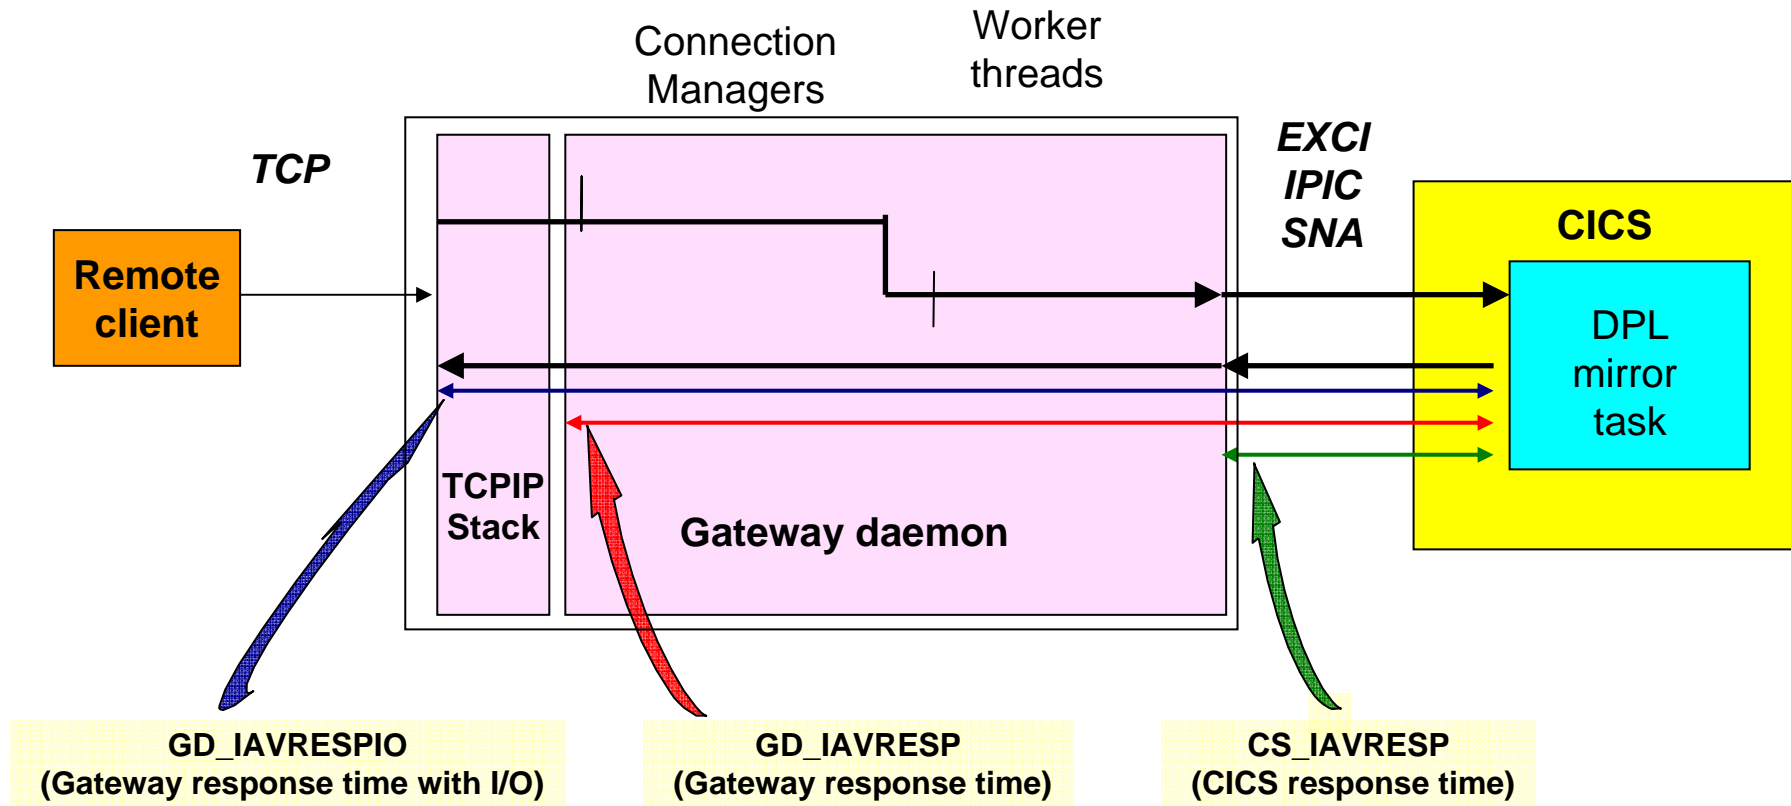 Connection
Managers
Worker
threads
TCP
EXCI
IPIC
SNA
Remote
client
CICS
DPL
mirror
task
TCPIP
Stack
Gateway daemon
GD_IAVRESPIO
(Gateway response time with I/O)
GD_IAVRESP
(Gateway response time)
CS_IAVRESP
(CICS response time)